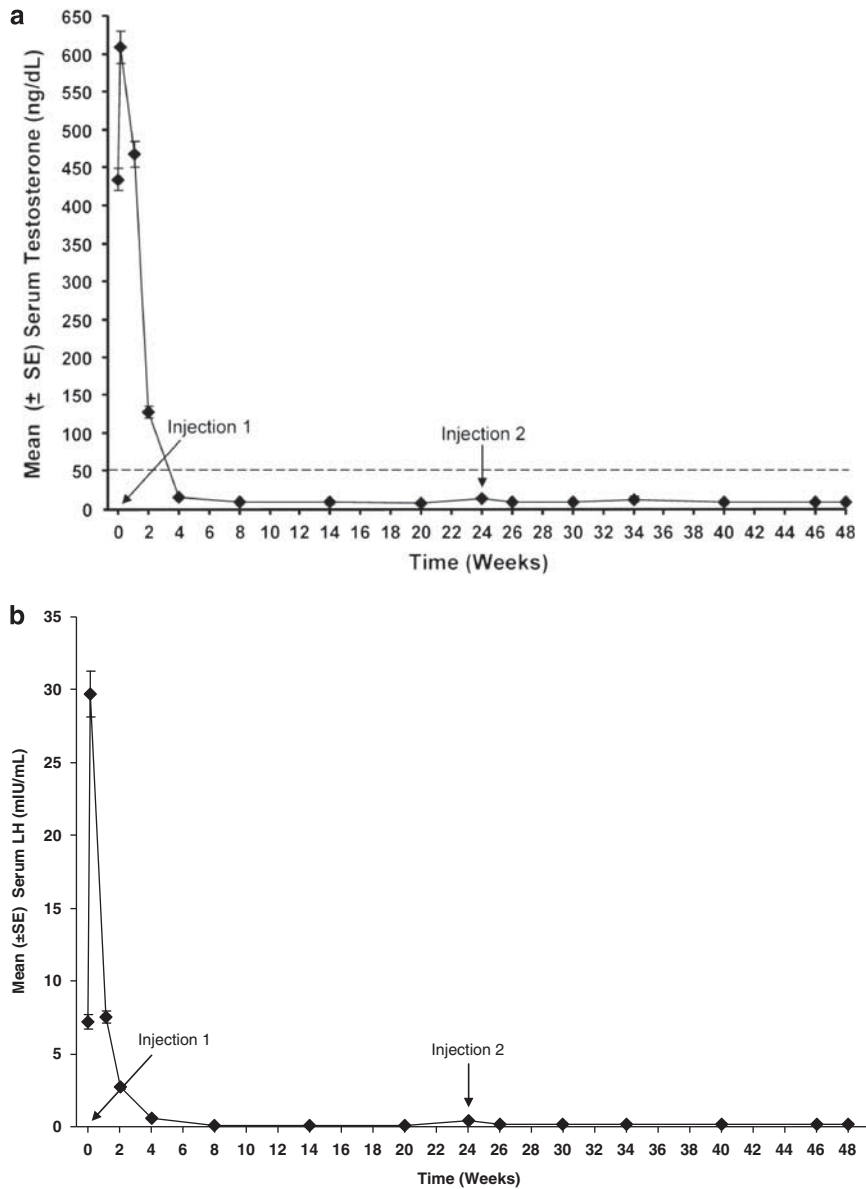 a
Mean (± SE) Serum Testosterone (ng/dL)
650
600
550
500
450
400
350
300
250
200
150
100
50
0
Injection 1
Injection 2
0 2 4 6 8 10 12 14 16 18 20 22 24 26 28 30 32 34 36 38 40 42 44 46 48
Time (Weeks)
b
Mean (±SE) Serum LH (mIU/mL)
35
30
25
20
15
10
5
0
Injection 1
Injection 2
0 2 4 6 8 10 12 14 16 18 20 22 24 26 28 30 32 34 36 38 40 42 44 46 48
Time (Weeks)